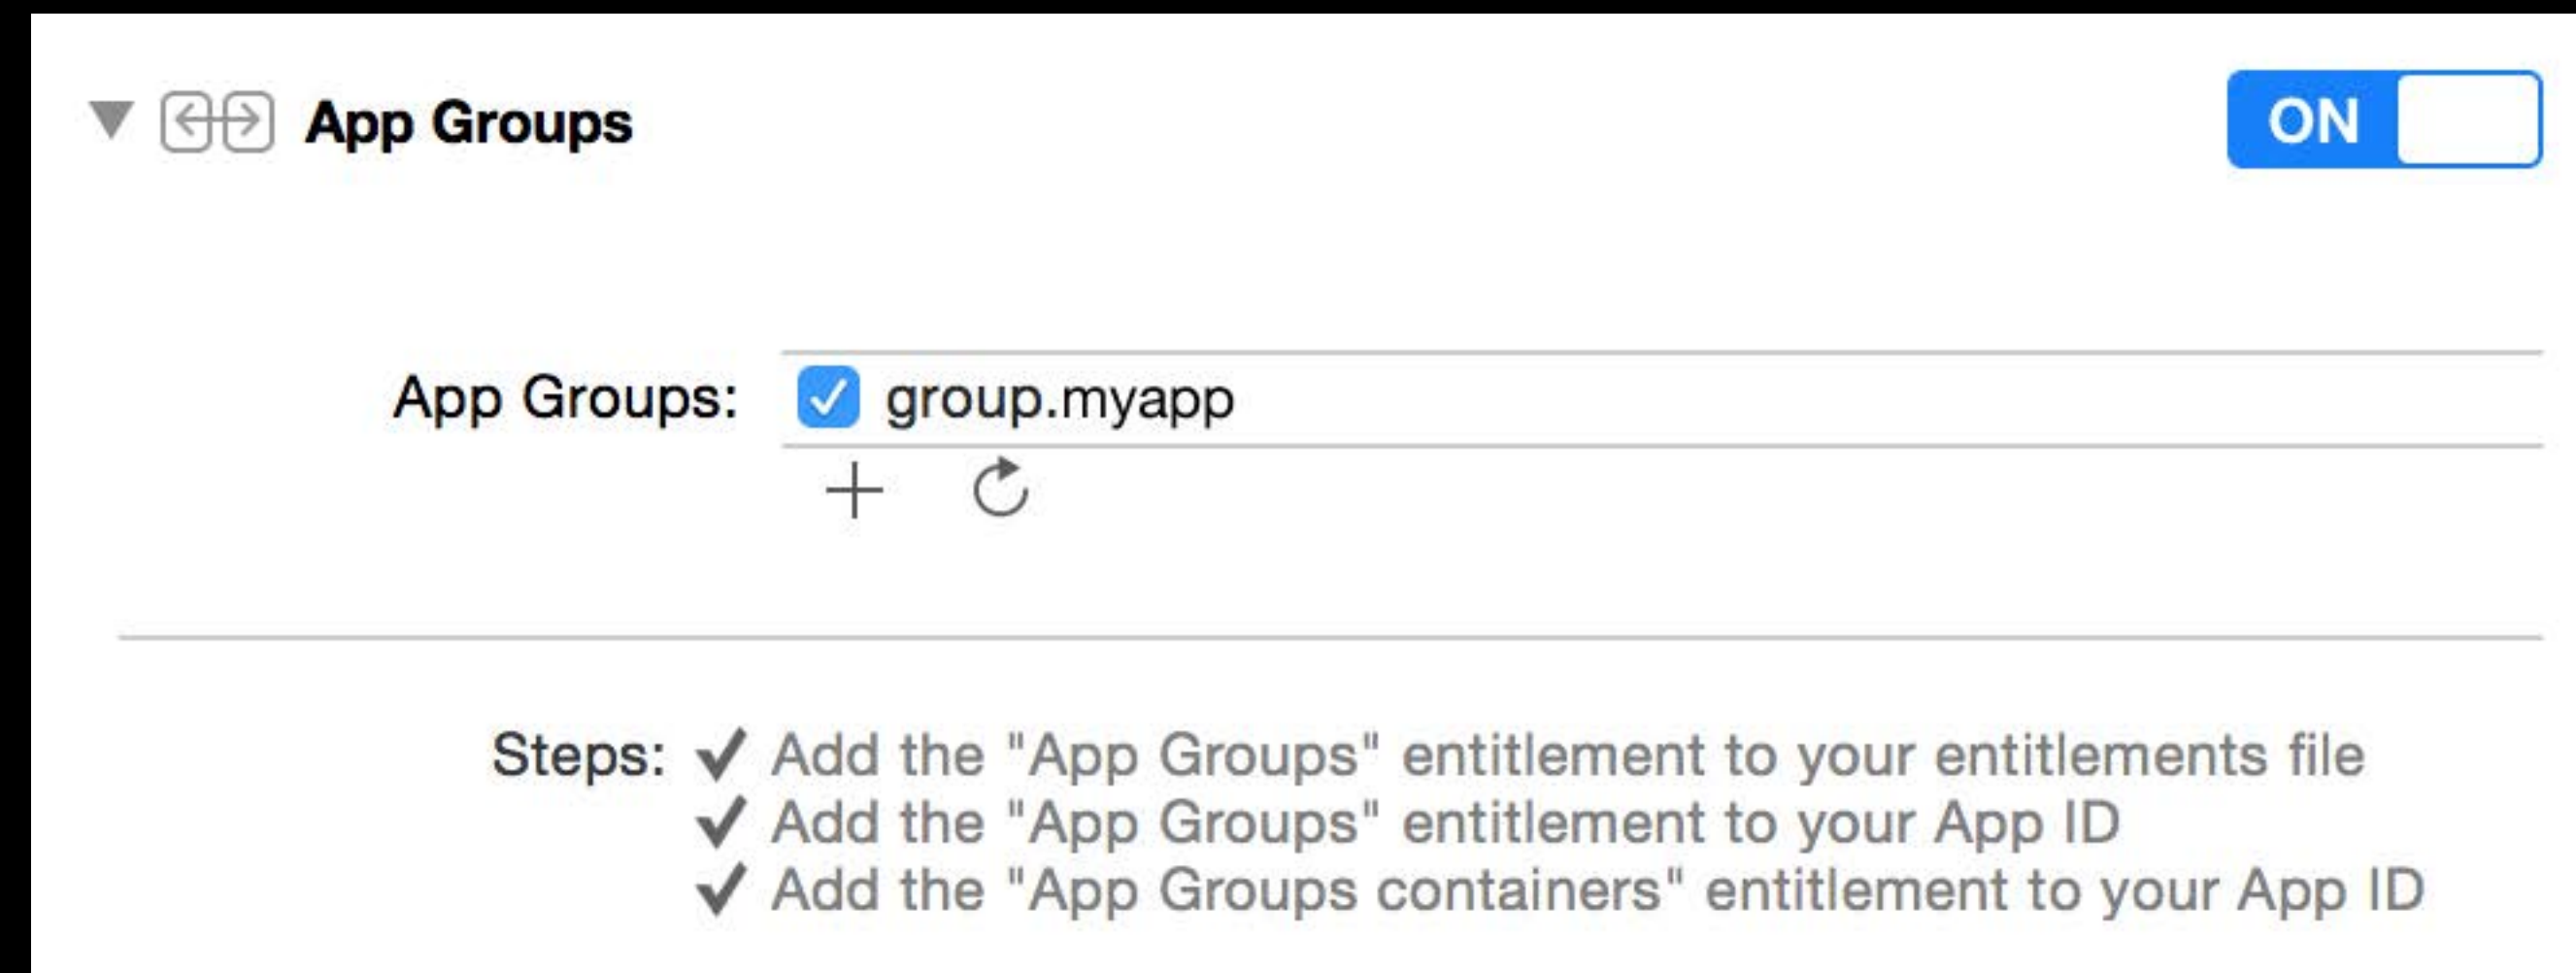 App Groups
ON
App Groups: group.myapp
Steps: Add the "App Groups" entitlement to your entitlements file
Add the "App Groups" entitlement to your App ID
Add the "App Groups containers" entitlement to your App ID